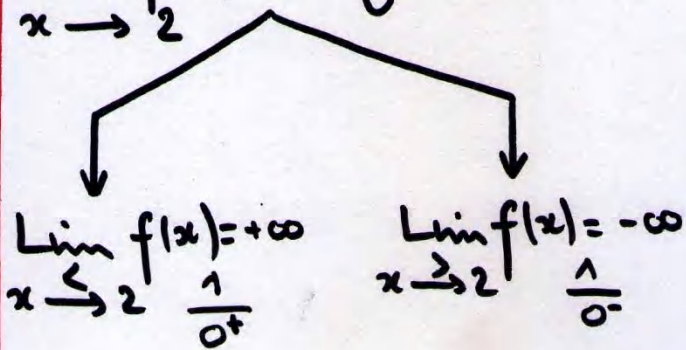 x → 2
Lim f(x) = +∞
x →< 2 1/0⁺
Lim f(x) = -∞
x →> 2 1/0⁻